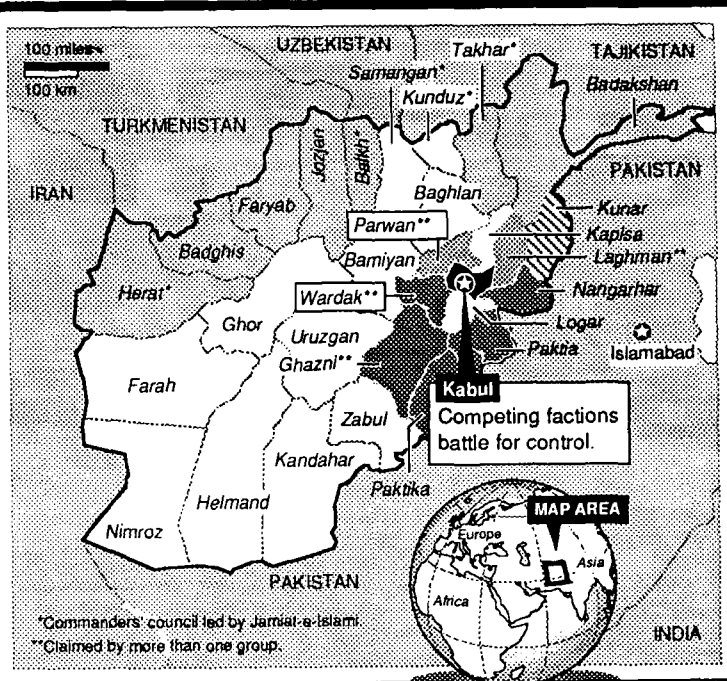 100 miles
100 km
UZBEKISTAN
Takhar*
TAJIKISTAN
Samangan*
Kunduz*
Badakshan
TURKMENISTAN
Jozjan
Balkh*
PAKISTAN
IRAN
Faryab
Baghlan
Kunar
Parwan**
Kapisa
Badghis
Bamiyan
Laghman**
Herat*
Wardak**
Nangarhar
Ghor
Uruzgan
Logar
Ghazni**
Paktia
Islamabad
Farah
Kabul
Competing factions
battle for control.
Zabul
Kandahar
Paktika
Helmand
Nimroz
MAP AREA
Europe
Asia
Africa
PAKISTAN
INDIA
*Commanders' council led by Jamiat-e-Islami.
**Claimed by more than one group.